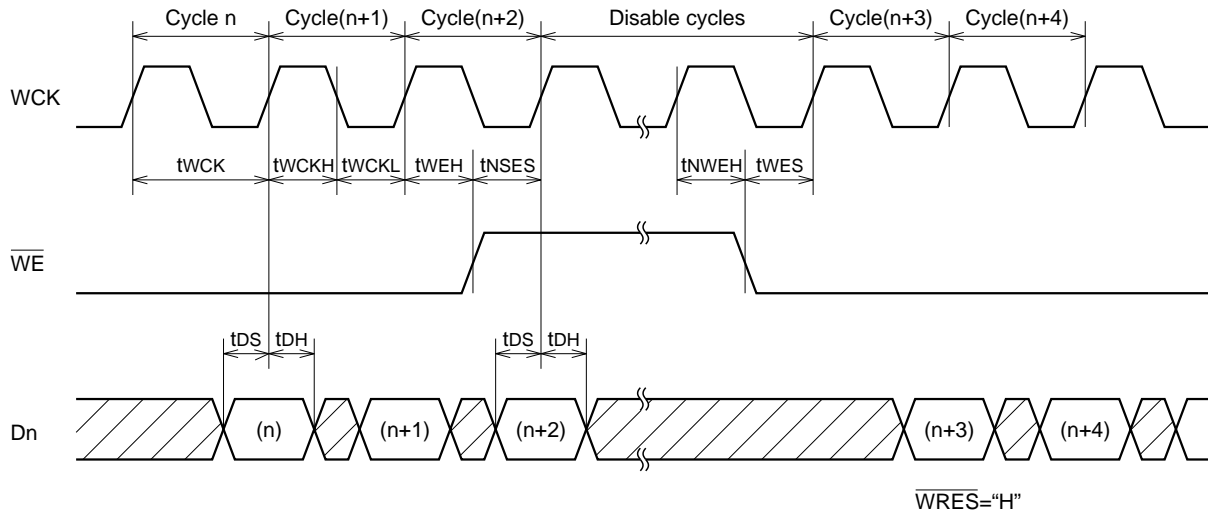 Cycle n Cycle(n+1) Cycle(n+2) Disable cycles Cycle(n+3) Cycle(n+4)
WCK
tWCK tWCKH tWCKL tWEH tNSES tNWEH tWES
WE
tDS tDH tDS tDH
Dn (n) (n+1) (n+2) (n+3) (n+4)
WRES=“H”